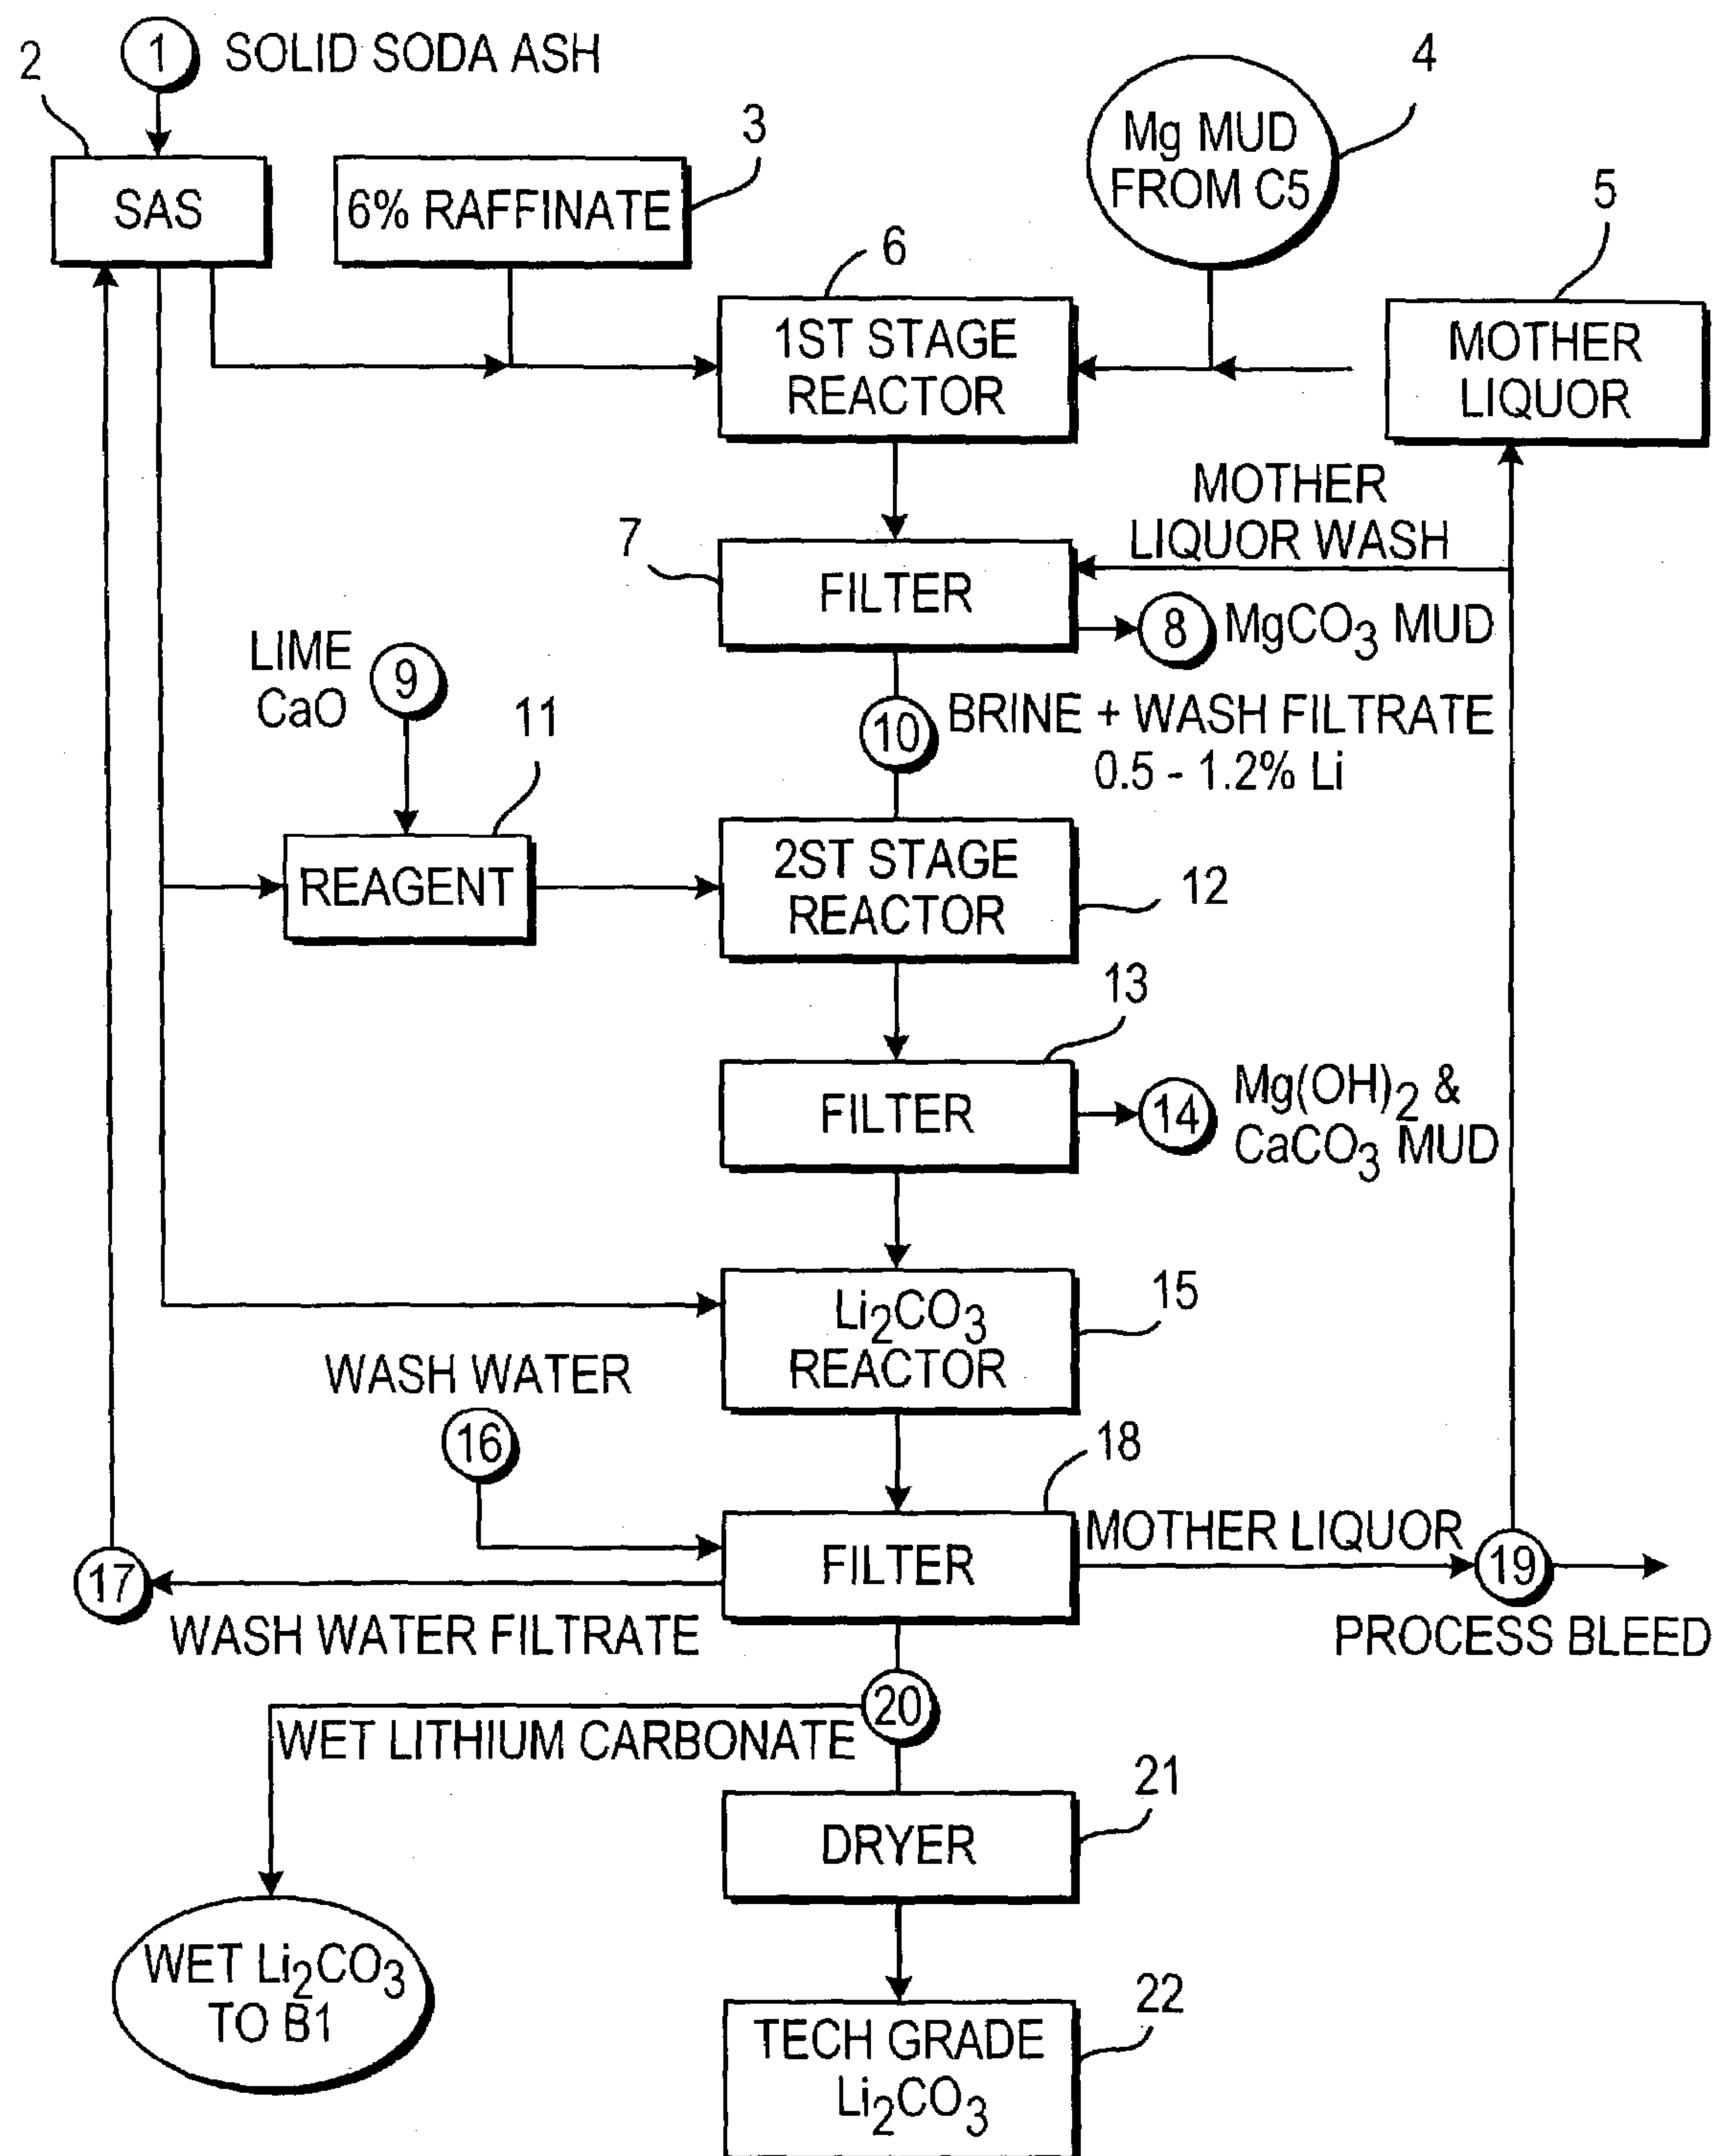 1 SOLID SODA ASH
2
SAS
6% RAFFINATE
3
Mg MUD
FROM C5
4
5
6
1ST STAGE
REACTOR
MOTHER
LIQUOR
MOTHER
LIQUOR WASH
7
FILTER
8 MgCO3 MUD
LIME
CaO
9
10 BRINE + WASH FILTRATE
0.5 - 1.2% Li
11
REAGENT
2ST STAGE
REACTOR
12
13
FILTER
14
Mg(OH)2 &
CaCO3 MUD
Li2CO3
REACTOR
15
WASH WATER
16
18
FILTER
MOTHER LIQUOR
19
PROCESS BLEED
17
WASH WATER FILTRATE
20
WET LITHIUM CARBONATE
21
DRYER
WET Li2CO3
TO B1
22
TECH GRADE
Li2CO3